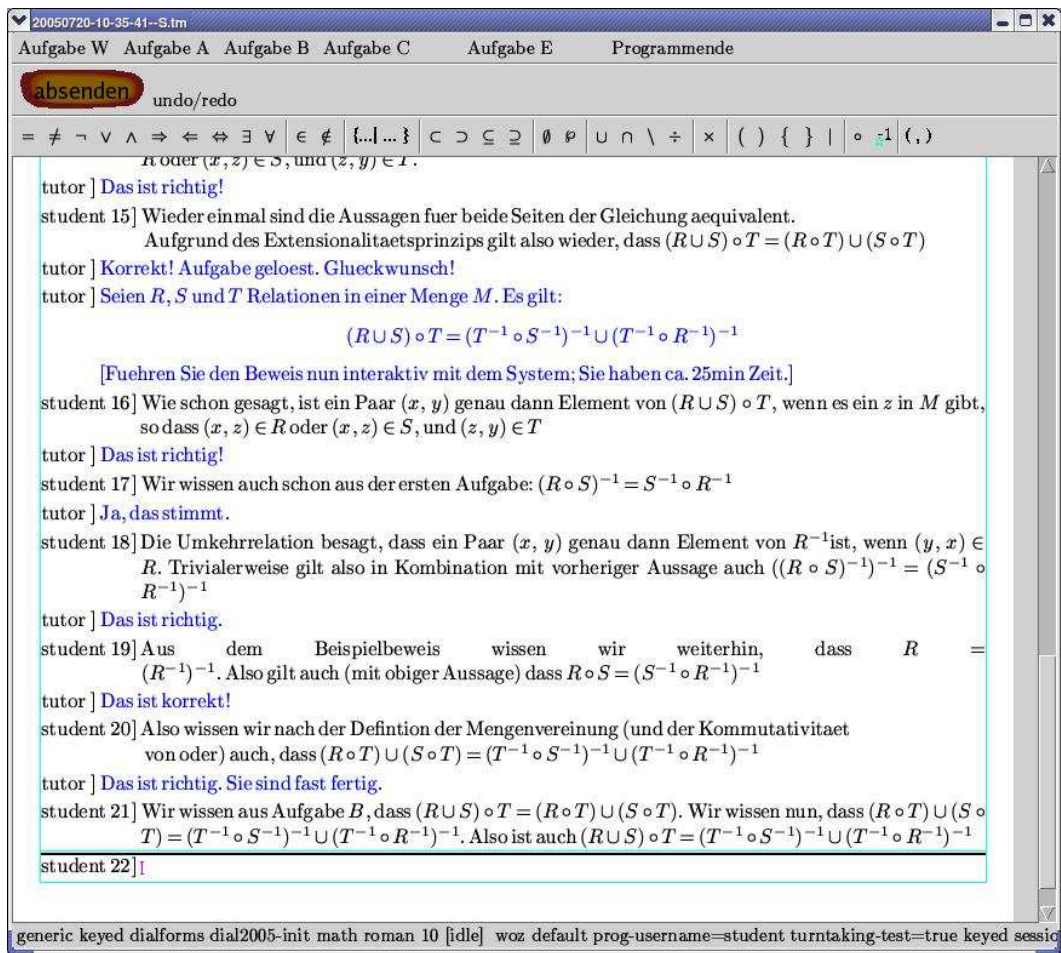 20050720-10-35-41--S.tm
Aufgabe W Aufgabe A Aufgabe B Aufgabe C Aufgabe E Programmende
absenden undo/redo
= ≠ ¬ ∨ ∧ ⇒ ⇐ ⇔ ∃ ∀ ∈ ∉ {...|...} ⊂ ⊃ ⊆ ⊇ ∅ ℘ ∪ ∩ \ ÷ × ( ) { } | ∘ -1 (,)
R oder (x, z) ∈ S, und (z, y) ∈ T.
tutor ] Das ist richtig!
student 15] Wieder einmal sind die Aussagen fuer beide Seiten der Gleichung aequivalent.
Aufgrund des Extensionalitaetsprinzips gilt also wieder, dass (R ∪ S) ∘ T = (R ∘ T) ∪ (S ∘ T)
tutor ] Korrekt! Aufgabe geloest. Glueckwunsch!
tutor ] Seien R, S und T Relationen in einer Menge M. Es gilt:
(R ∪ S) ∘ T = (T⁻¹ ∘ S⁻¹)⁻¹ ∪ (T⁻¹ ∘ R⁻¹)⁻¹
[Fuehren Sie den Beweis nun interaktiv mit dem System; Sie haben ca. 25min Zeit.]
student 16] Wie schon gesagt, ist ein Paar (x, y) genau dann Element von (R ∪ S) ∘ T, wenn es ein z in M gibt,
so dass (x, z) ∈ R oder (x, z) ∈ S, und (z, y) ∈ T
tutor ] Das ist richtig!
student 17] Wir wissen auch schon aus der ersten Aufgabe: (R ∘ S)⁻¹ = S⁻¹ ∘ R⁻¹
tutor ] Ja, das stimmt.
student 18] Die Umkehrrelation besagt, dass ein Paar (x, y) genau dann Element von R⁻¹ist, wenn (y, x) ∈
R. Trivialerweise gilt also in Kombination mit vorheriger Aussage auch ((R ∘ S)⁻¹)⁻¹ = (S⁻¹ ∘
R⁻¹)⁻¹
tutor ] Das ist richtig.
student 19] Aus dem Beispielbeweis wissen wir weiterhin, dass R =
(R⁻¹)⁻¹. Also gilt auch (mit obiger Aussage) dass R ∘ S = (S⁻¹ ∘ R⁻¹)⁻¹
tutor ] Das ist korrekt!
student 20] Also wissen wir nach der Defintion der Mengenvereinung (und der Kommutativitaet
von oder) auch, dass (R ∘ T) ∪ (S ∘ T) = (T⁻¹ ∘ S⁻¹)⁻¹ ∪ (T⁻¹ ∘ R⁻¹)⁻¹
tutor ] Das ist richtig. Sie sind fast fertig.
student 21] Wir wissen aus Aufgabe B, dass (R ∪ S) ∘ T = (R ∘ T) ∪ (S ∘ T). Wir wissen nun, dass (R ∘ T) ∪ (S ∘
T) = (T⁻¹ ∘ S⁻¹)⁻¹ ∪ (T⁻¹ ∘ R⁻¹)⁻¹. Also ist auch (R ∪ S) ∘ T = (T⁻¹ ∘ S⁻¹)⁻¹ ∪ (T⁻¹ ∘ R⁻¹)⁻¹
student 22]
generic keyed dialforms dial2005-init math roman 10 [idle] woz default prog-username=student turntaking-test=true keyed sessio